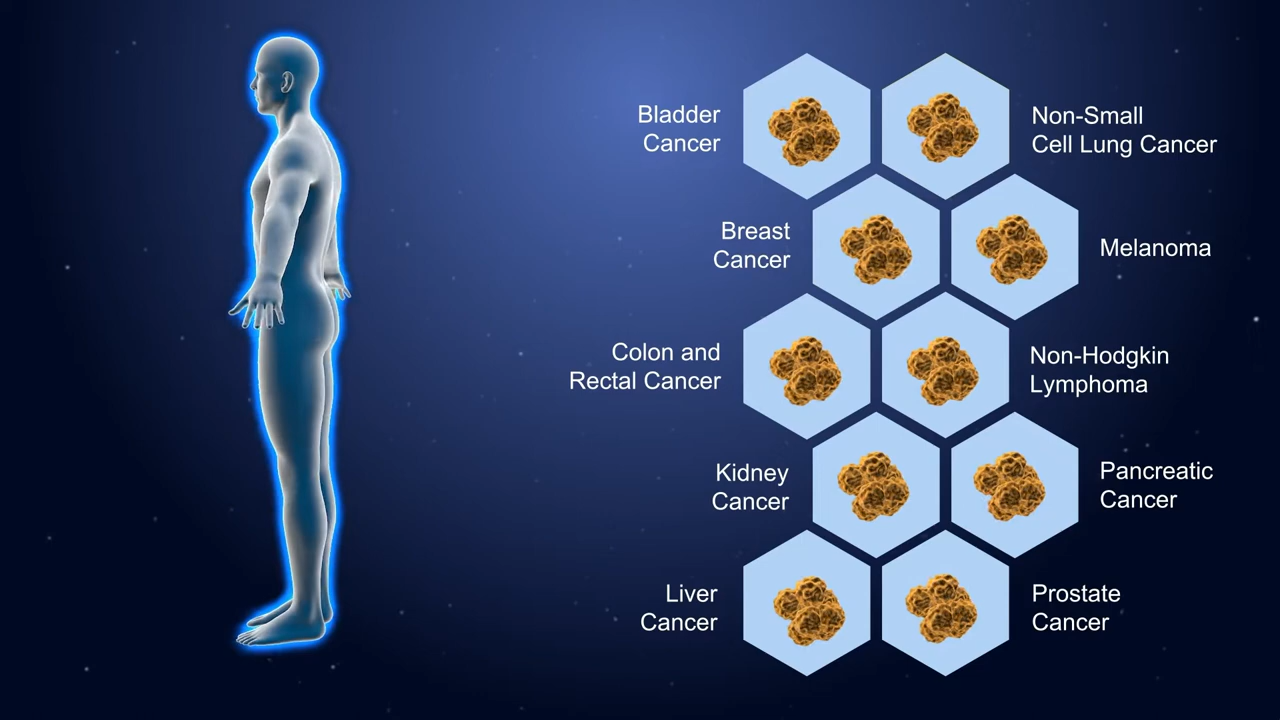 Bladder
Cancer
Non-Small
Cell Lung Cancer
Breast
Cancer
Melanoma
Colon and
Rectal Cancer
Non-Hodgkin
Lymphoma
Kidney
Cancer
Pancreatic
Cancer
Liver
Cancer
Prostate
Cancer